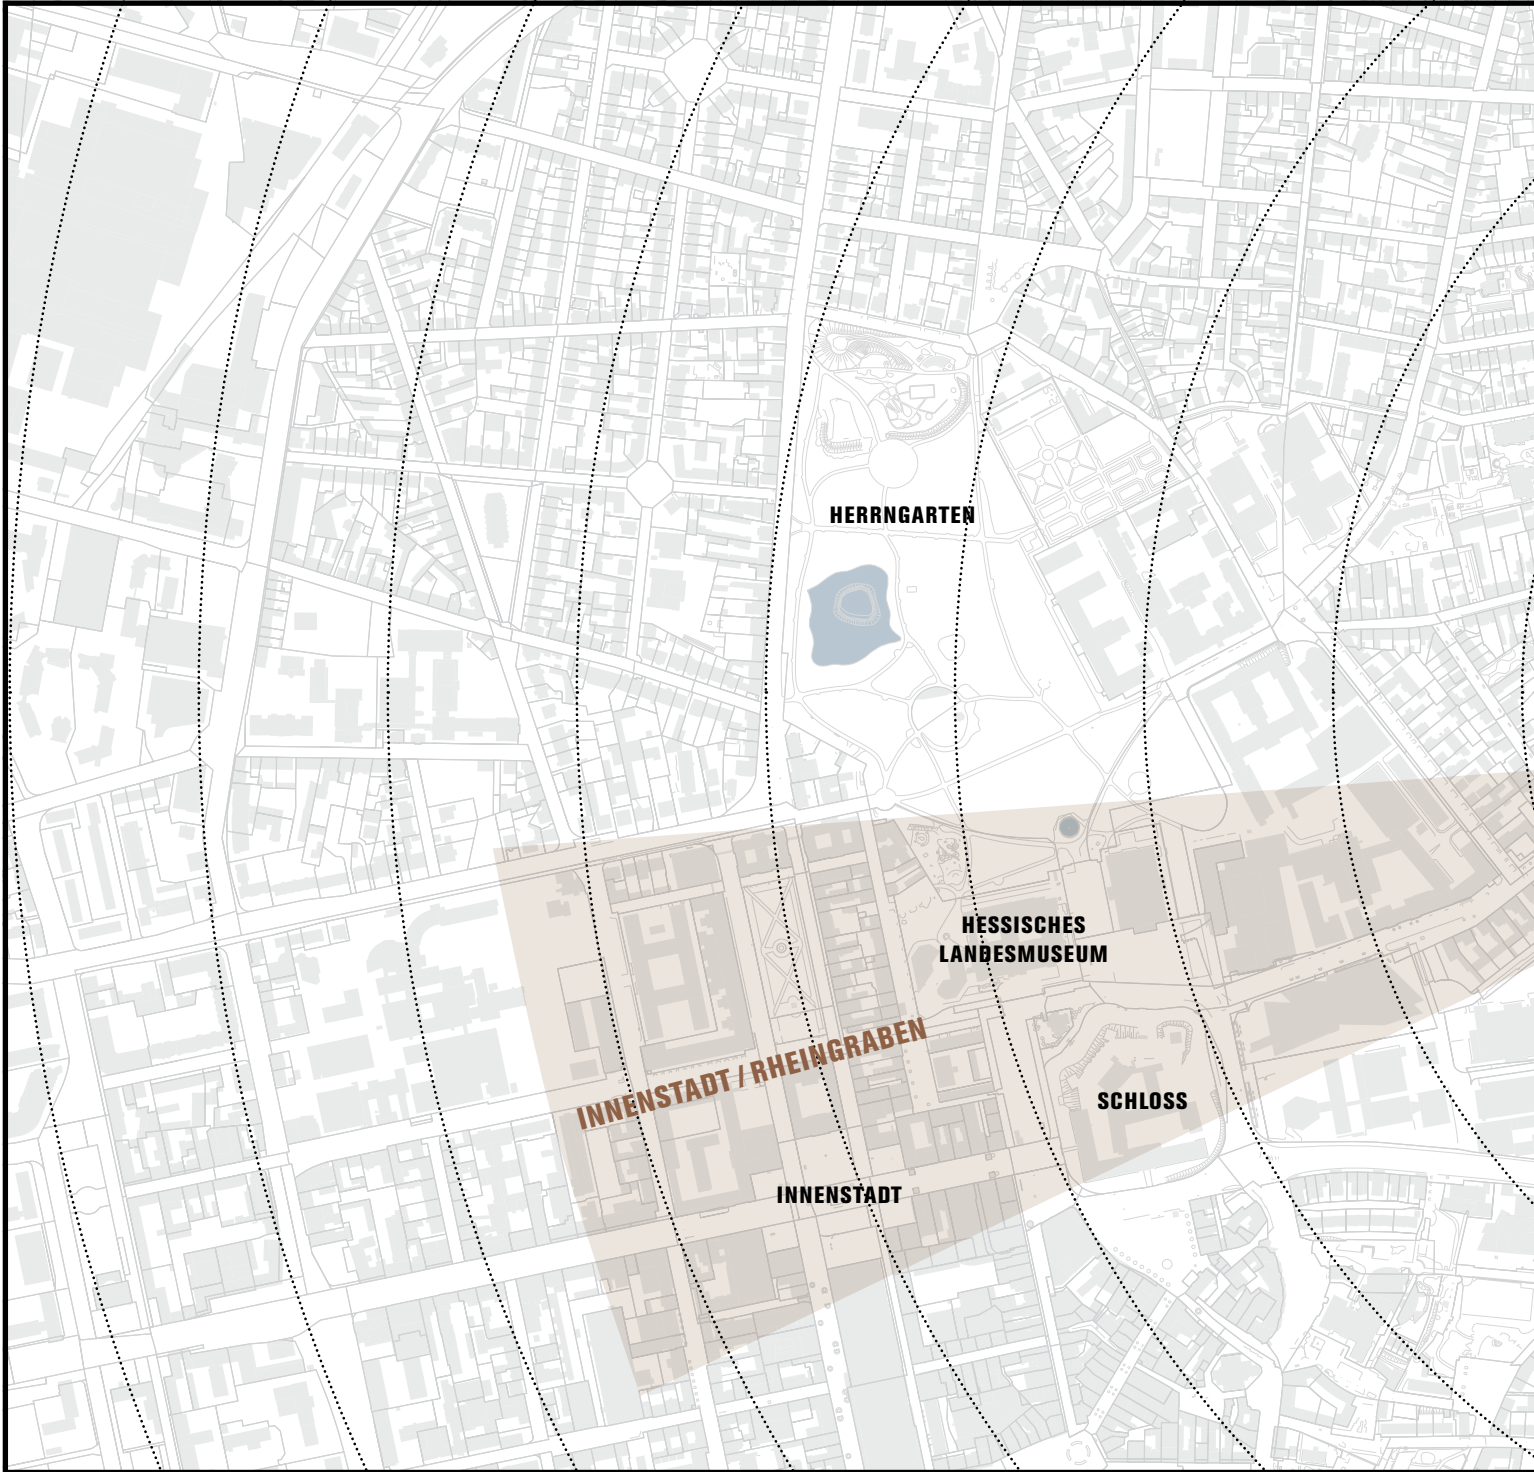 HERRNGARTEN
HESSISCHES
LANDESMUSEUM
INNENSTADT / RHEINGRABEN
SCHLOSS
INNENSTADT